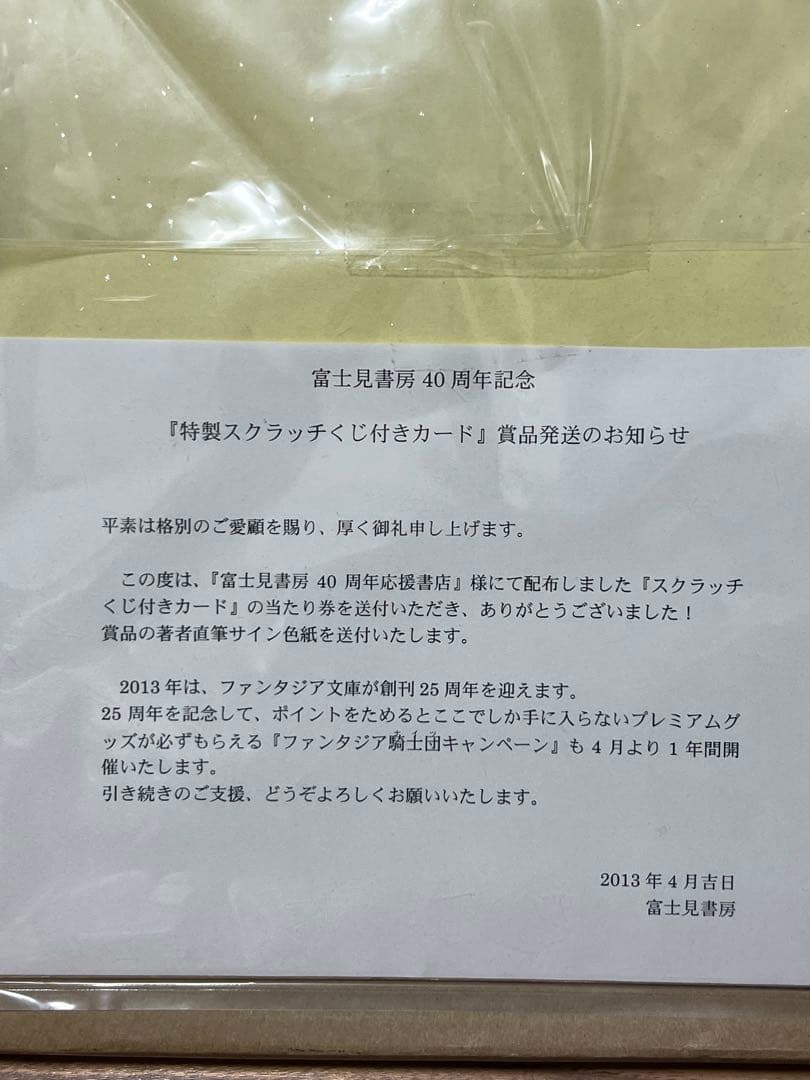 富士見書房 40 周年記念
『特製スクラッチくじ付きカード』賞品発送のお知らせ
平素は格別のご愛顧を賜り、厚く御礼申し上げます。
この度は、『富士見書房 40 周年応援書店』様にて配布しました『スクラッチ
くじ付きカード』の当たり券を送付いただき、ありがとうございました！
賞品の著者直筆サイン色紙を送付いたします。
2013 年は、ファンタジア文庫が創刊 25 周年を迎えます。
25 周年を記念して、ポイントをためるとここでしか手に入らないプレミアムグ
ッズが必ずもらえる『ファンタジア騎士団キャンペーン』も 4 月より 1 年間開
催いたします。
引き続きのご支援、どうぞよろしくお願いいたします。
2013 年 4 月吉日
富士見書房